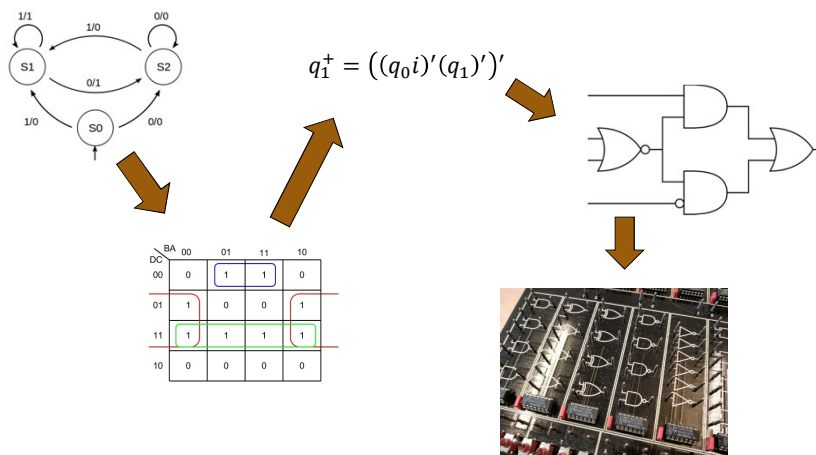 1/1
0/0
1/0
S1
S2
0/1
1/0
S0
0/0
q₁⁺ = ((q₀i)′(q₁)′)′
BA
DC
00 01 11 10
00 0 1 1 0
01 1 0 0 1
11 1 1 1 1
10 0 0 0 0